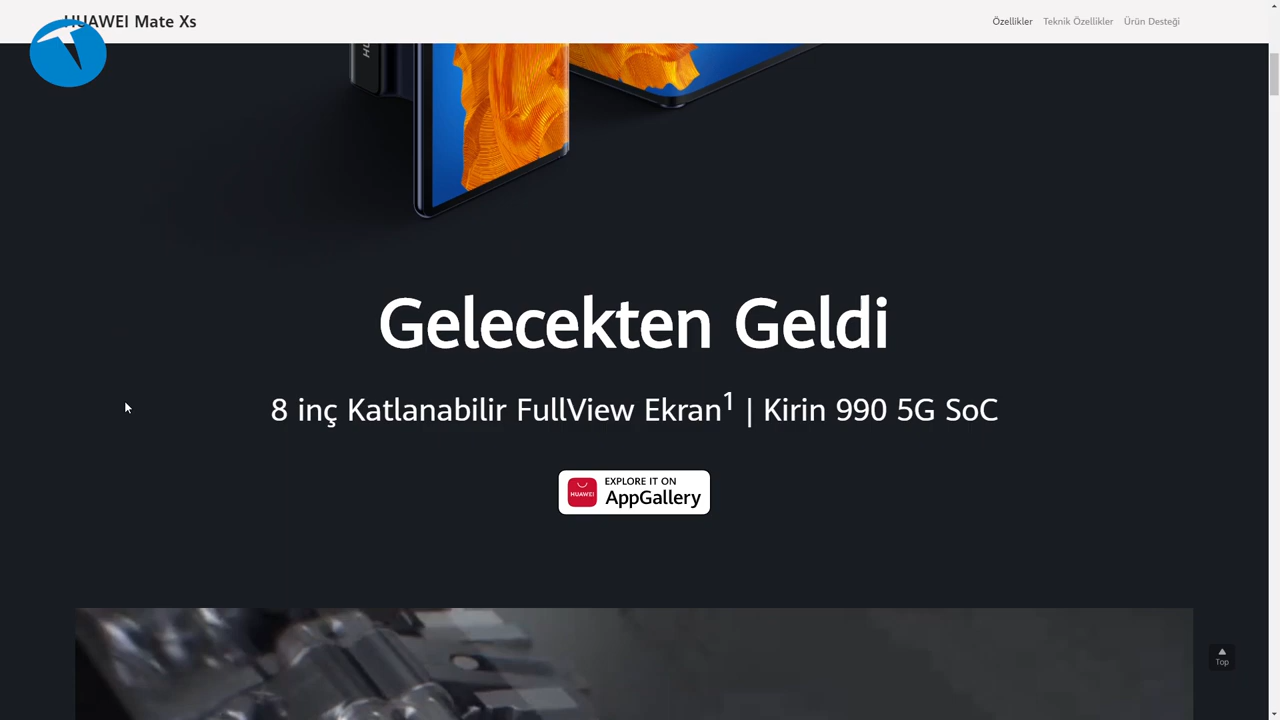 HUAWEI Mate Xs
Özellikler
Teknik Özellikler
Ürün Desteği
Gelecekten Geldi
8 inç Katlanabilir FullView Ekran1 | Kirin 990 5G SoC
HUAWEI
EXPLORE IT ON
AppGallery
Top